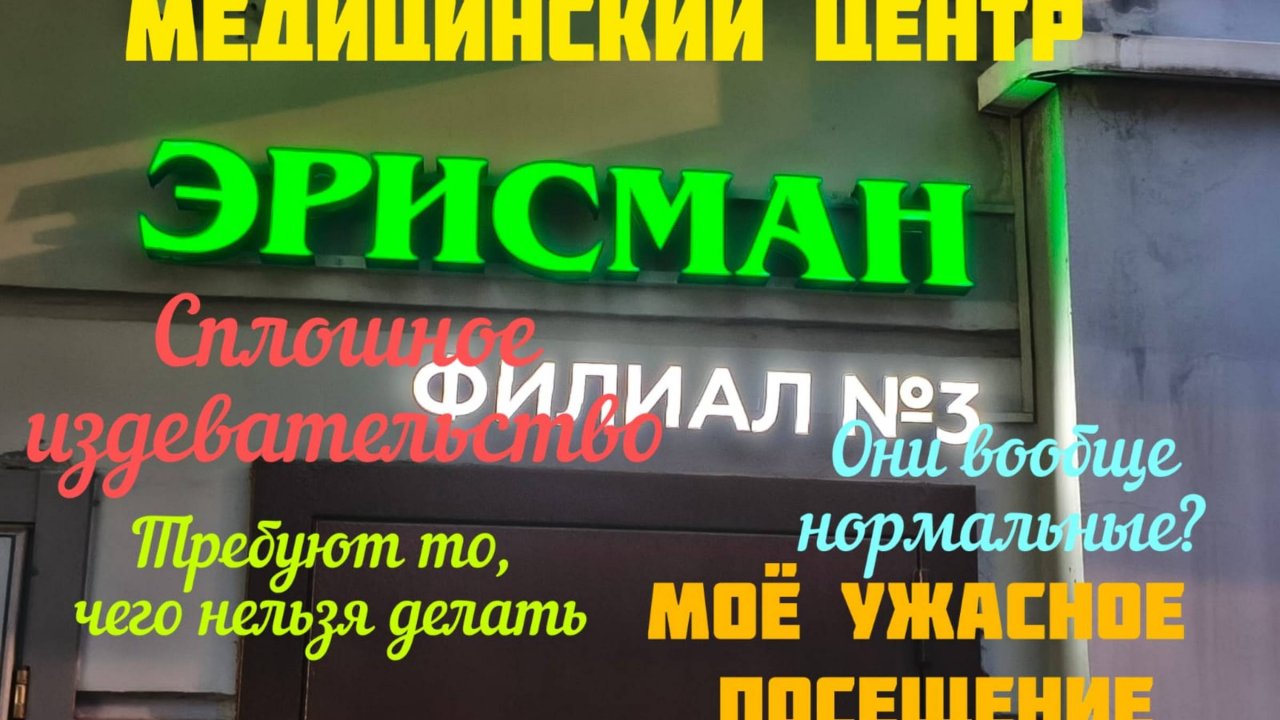 МЕДИЦИНСКИЙ ЦЕНТР
ЭРИСМАН
ФИЛИАЛ №3
Сплошное
издевательство
Они вообще
нормальные?
Требуют то,
чего нельзя делать
МОЁ УЖАСНОЕ
ПОСЕЩЕНИЕ